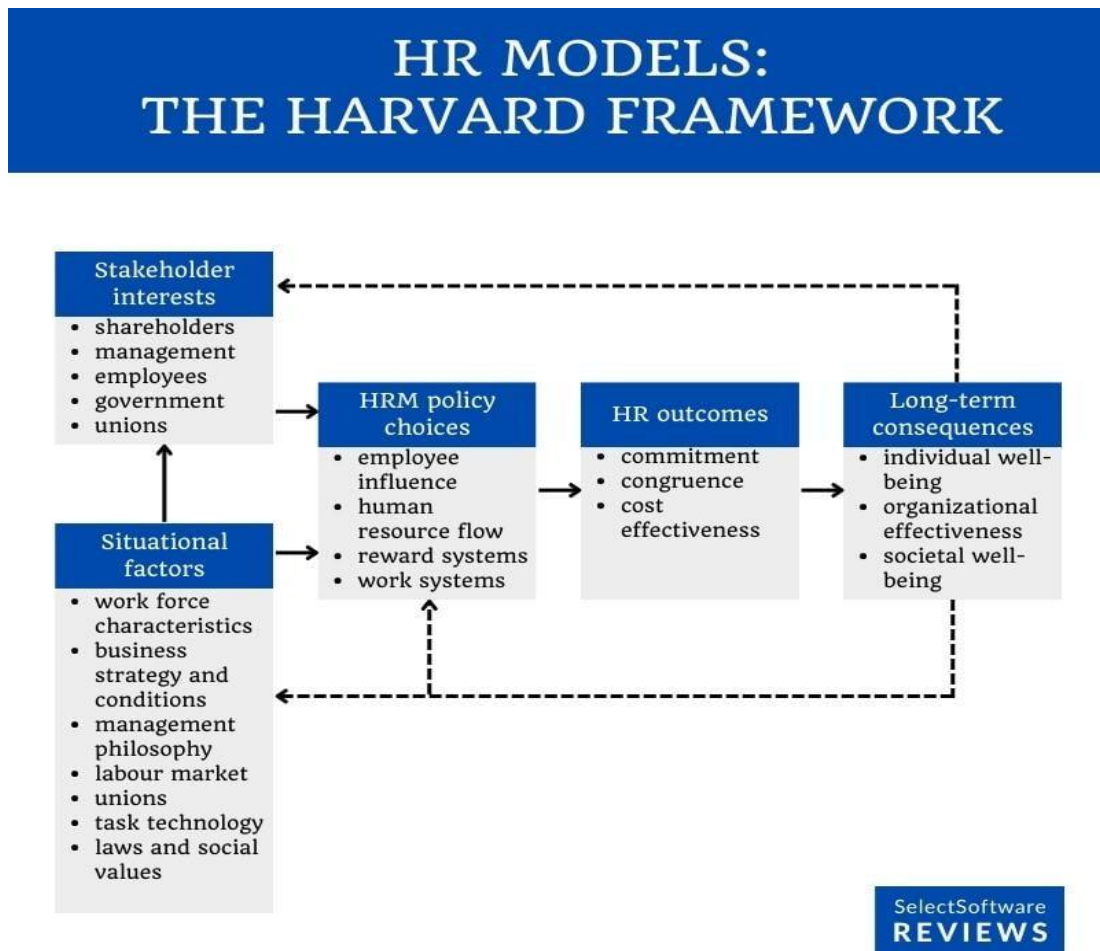 HR MODELS:
THE HARVARD FRAMEWORK
Stakeholder
interests
• shareholders
• management
• employees
• government
• unions
Situational
factors
• work force
characteristics
• business
strategy and
conditions
• management
philosophy
• labour market
• unions
• task technology
• laws and social
values
HRM policy
choices
• employee
influence
• human
resource flow
• reward systems
• work systems
HR outcomes
• commitment
• congruence
• cost
effectiveness
Long-term
consequences
• individual well-
being
• organizational
effectiveness
• societal well-
being
SelectSoftware
REVIEWS